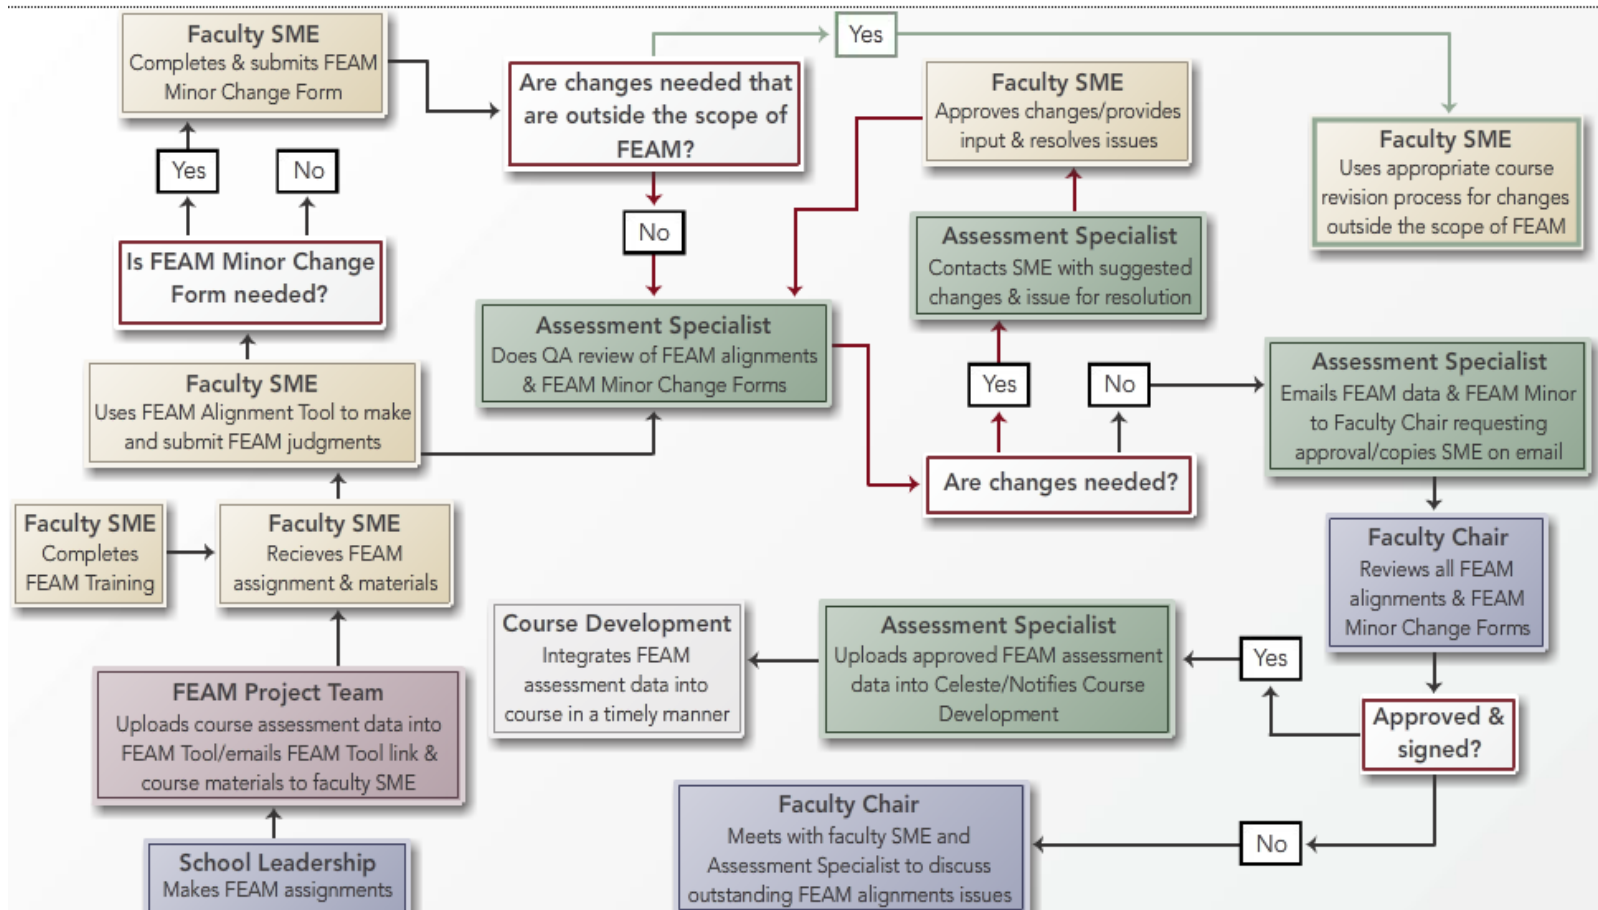 Faculty SME
Completes & submits FEAM
Minor Change Form
Yes
No
Is FEAM Minor Change
Form needed?
Faculty SME
Uses FEAM Alignment Tool to make
and submit FEAM judgments
Faculty SME
Completes
FEAM Training
Faculty SME
Recieves FEAM
assignment & materials
FEAM Project Team
Uploads course assessment data into
FEAM Tool/emails FEAM Tool link &
course materials to faculty SME
School Leadership
Makes FEAM assignments
Are changes needed that
are outside the scope of
FEAM?
Yes
No
Faculty SME
Uses appropriate course
revision process for changes
outside the scope of FEAM
Assessment Specialist
Does QA review of FEAM alignments
& FEAM Minor Change Forms
Faculty SME
Approves changes/provides
input & resolves issues
Assessment Specialist
Contacts SME with suggested
changes & issue for resolution
Yes
No
Are changes needed?
Assessment Specialist
Emails FEAM data & FEAM Minor
to Faculty Chair requesting
approval/copies SME on email
Faculty Chair
Reviews all FEAM
alignments & FEAM
Minor Change Forms
Approved &
signed?
Yes
No
Assessment Specialist
Uploads approved FEAM assessment
data into Celeste/Notifies Course
Development
Course Development
Integrates FEAM
assessment data into
course in a timely manner
Faculty Chair
Meets with faculty SME and
Assessment Specialist to discuss
outstanding FEAM alignments issues